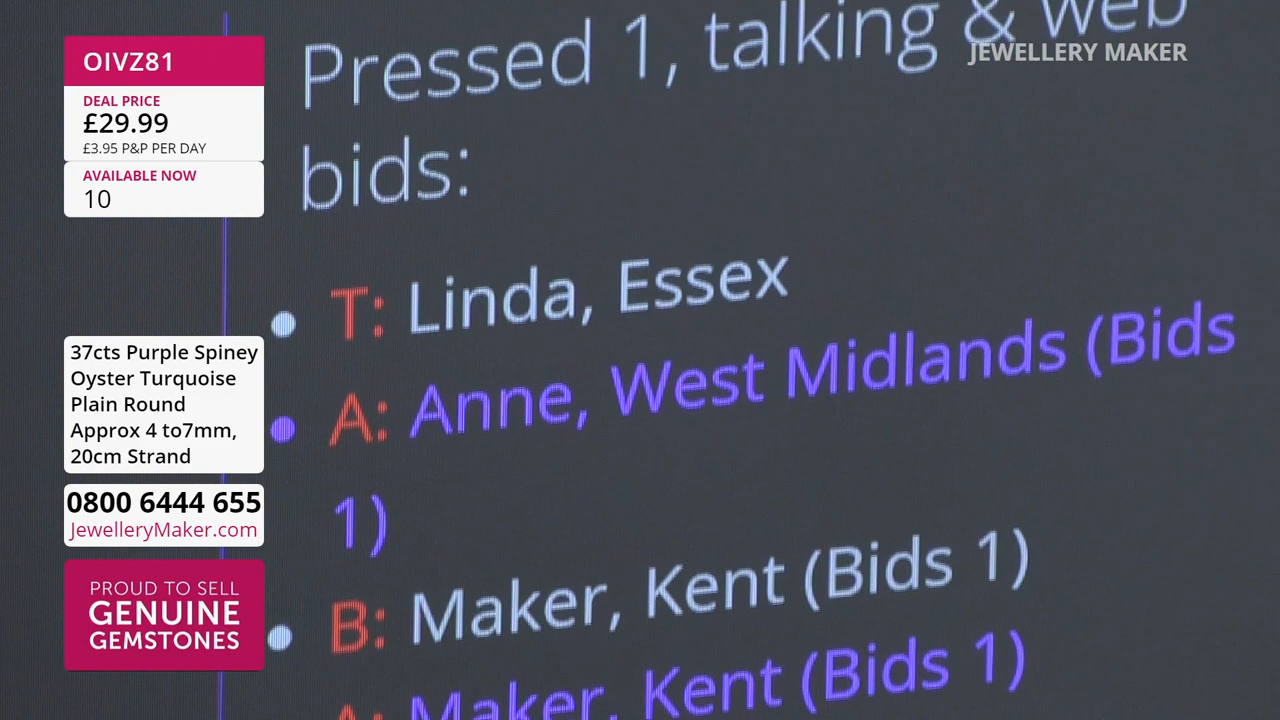 OIVZ81
DEAL PRICE
£29.99
£3.95 P&P PER DAY
AVAILABLE NOW
10
37cts Purple Spiney
Oyster Turquoise
Plain Round
Approx 4 to7mm,
20cm Strand
0800 6444 655
JewelleryMaker.com
PROUD TO SELL
GENUINE
GEMSTONES
JEWELLERY MAKER
Pressed 1, talking & web
bids:
T: Linda, Essex
A: Anne, West Midlands (Bids
1)
B: Maker, Kent (Bids 1)
A: Maker, Kent (Bids 1)